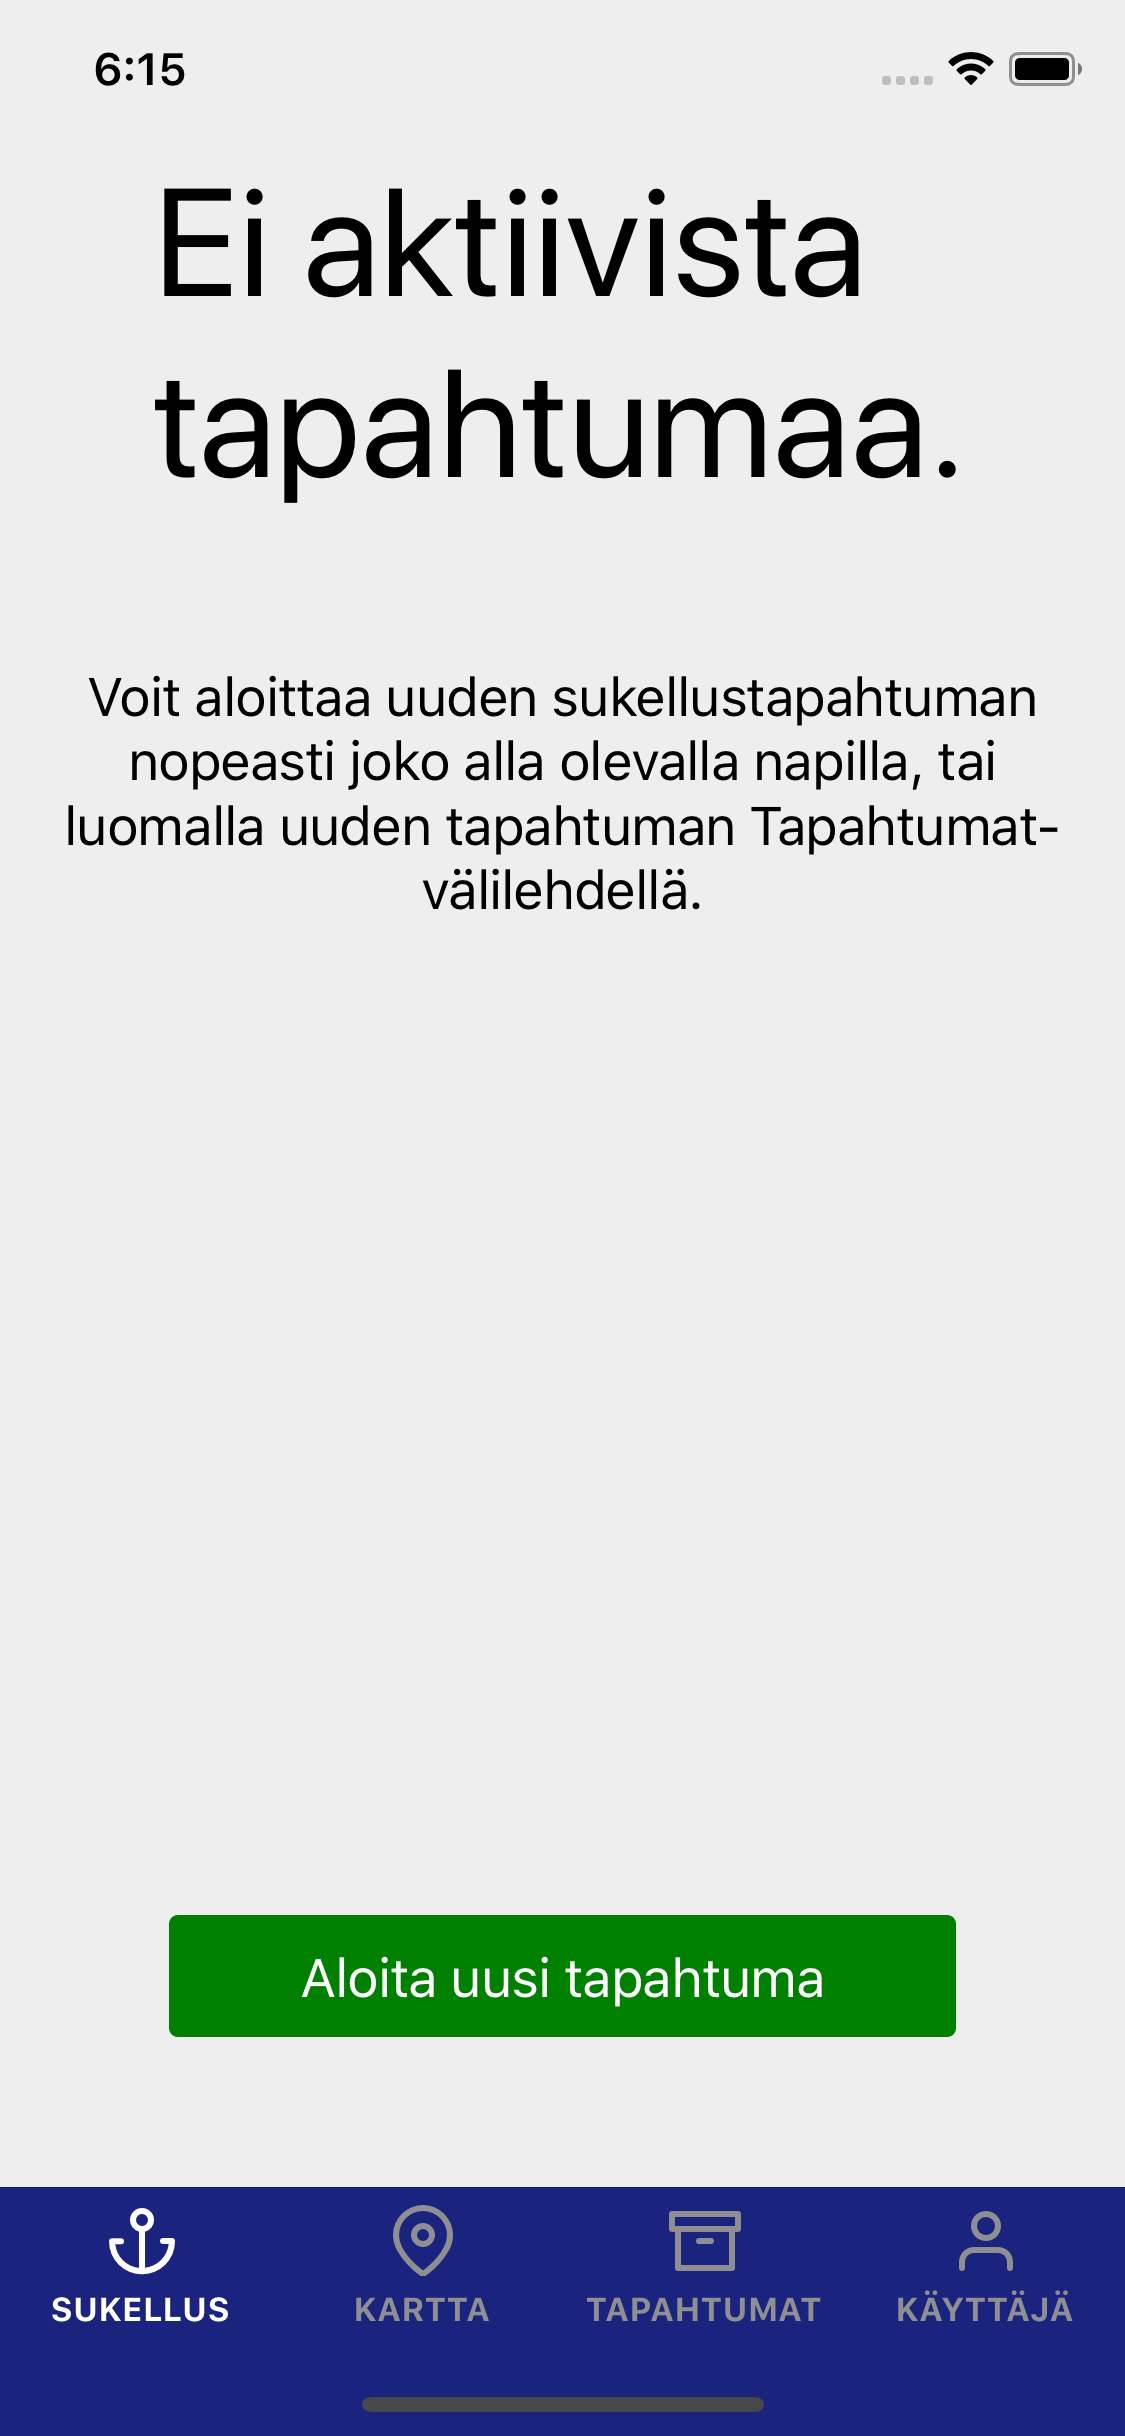 6:15
Ei aktiivista
tapahtumaa.
Voit aloittaa uuden sukellustapahtuman
nopeasti joko alla olevalla napilla, tai
luomalla uuden tapahtuman Tapahtumat-
välilehdellä.
Aloita uusi tapahtuma
SUKELLUS
KARTTA
TAPAHTUMAT
KÄYTTÄJÄ